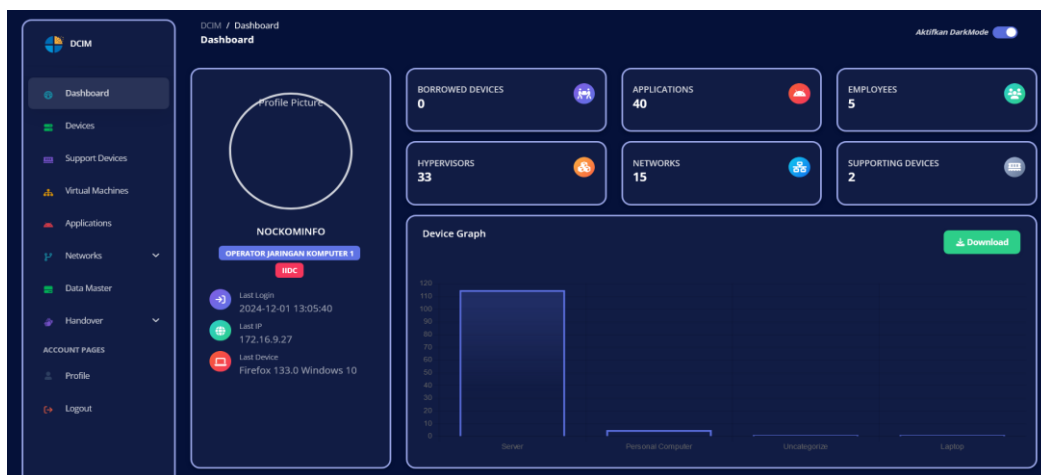 DCIM
Dashboard
Devices
Support Devices
Virtual Machines
Applications
Networks
Data Master
Handover
ACCOUNT PAGES
Profile
Logout
DCIM / Dashboard
Dashboard
Aktifkan DarkMode
Profile Picture
NOCKOMINFO
OPERATOR JARINGAN KOMPUTER 1
IIDC
Last Login
2024-12-01 13:05:40
Last IP
172.16.9.27
Last Device
Firefox 133.0 Windows 10
BORROWED DEVICES
0
APPLICATIONS
40
EMPLOYEES
5
HYPERVISORS
33
NETWORKS
15
SUPPORTING DEVICES
2
Device Graph
Download
120
110
100
90
80
70
60
50
40
30
20
10
0
Server
Personal Computer
Uncategorize
Laptop